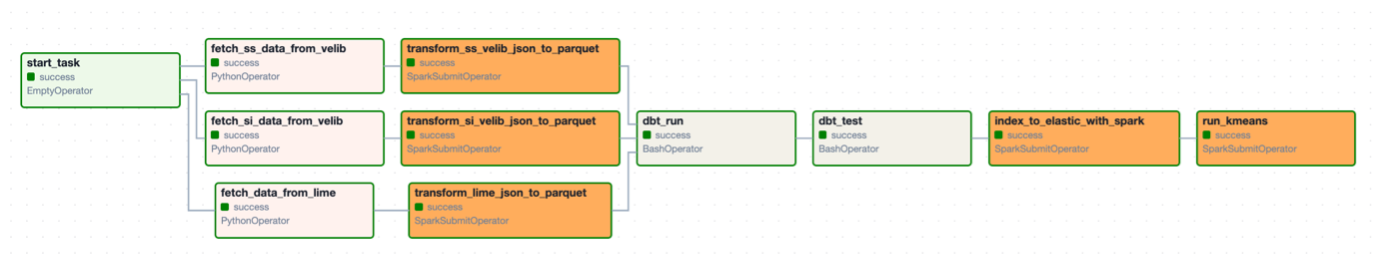 start_task
success
EmptyOperator
fetch_ss_data_from_velib
success
PythonOperator
transform_ss_velib_json_to_parquet
success
SparkSubmitOperator
fetch_si_data_from_velib
success
PythonOperator
transform_si_velib_json_to_parquet
success
SparkSubmitOperator
fetch_data_from_lime
success
PythonOperator
transform_lime_json_to_parquet
success
SparkSubmitOperator
dbt_run
success
BashOperator
dbt_test
success
BashOperator
index_to_elastic_with_spark
success
SparkSubmitOperator
run_kmeans
success
SparkSubmitOperator